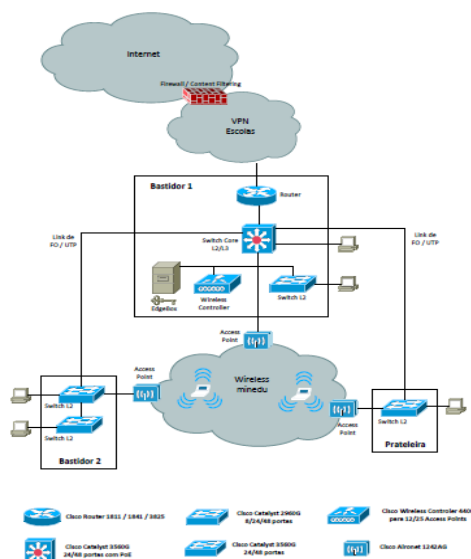 Internet
Firewall/ Content Filtering
VPN
Escolas
Bastidor 1
Router
Link de
FO / UTP
Switch Core
L2/L3
Link de
FO / UTP
EdgeBox
Wireless
Controller
Switch L2
Access
Point
Access
Point
Wireless
minedu
Switch L2
Switch L2
Bastidor 2
Access
Point
Switch L2
Prateleira
Cisco Router 1811 / 1841 / 3825
Cisco Catalyst 2960G
8/24/48 portas
Cisco Wireless Controler 440
para 12/25 Access Points
Cisco Catalyst 3560G
24/48 portas com PoE
Cisco Catalyst 3560G
24/48 portas
Cisco Aironet 1242AG